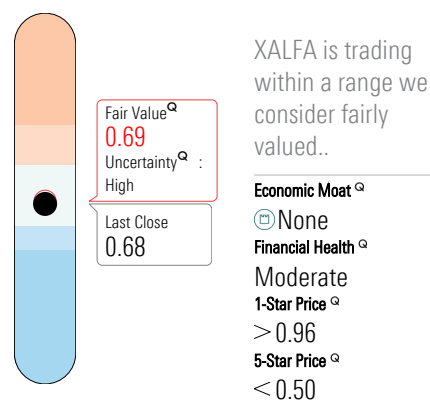 Fair Value Q
0.69
Uncertainty Q :
High
Last Close
0.68
XALFA is trading
within a range we
consider fairly
valued..
Economic Moat Q
None
Financial Health Q
Moderate
1-Star Price Q
>0.96
5-Star Price Q
<0.50